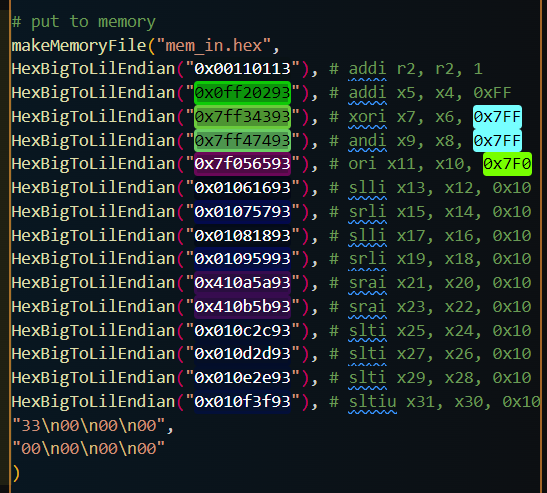 # put to memory
makeMemoryFile("mem_in.hex",
HexBigToLilEndian("0x00110113"), # addi r2, r2, 1
HexBigToLilEndian("0x0ff20293"), # addi x5, x4, 0xFF
HexBigToLilEndian("0x7ff34393"), # xori x7, x6, 0x7FF
HexBigToLilEndian("0x7ff47493"), # andi x9, x8, 0x7FF
HexBigToLilEndian("0x7f056593"), # ori x11, x10, 0x7F0
HexBigToLilEndian("0x01061693"), # slli x13, x12, 0x10
HexBigToLilEndian("0x01075793"), # srli x15, x14, 0x10
HexBigToLilEndian("0x01081893"), # slli x17, x16, 0x10
HexBigToLilEndian("0x01095993"), # srli x19, x18, 0x10
HexBigToLilEndian("0x410a5a93"), # srai x21, x20, 0x10
HexBigToLilEndian("0x410b5b93"), # srai x23, x22, 0x10
HexBigToLilEndian("0x010c2c93"), # slti x25, x24, 0x10
HexBigToLilEndian("0x010d2d93"), # slti x27, x26, 0x10
HexBigToLilEndian("0x010e2e93"), # slti x29, x28, 0x10
HexBigToLilEndian("0x010f3f93"), # sltiu x31, x30, 0x10
"33\n00\n00\n00",
"00\n00\n00\n00"
)